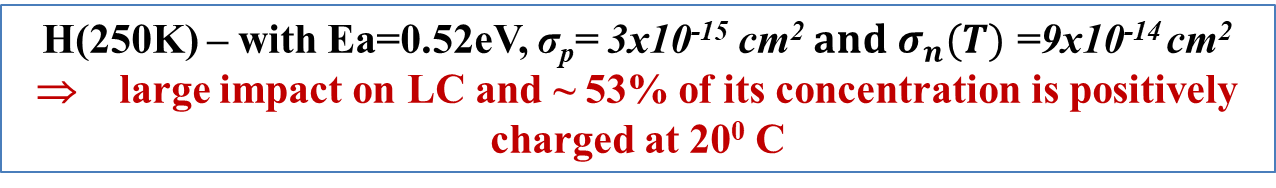 H(250K) – with Ea=0.52eV, σₚ= 3x10⁻¹⁵ cm² and σₙ(T) =9x10⁻¹⁴ cm²
⇒ large impact on LC and ~ 53% of its concentration is positively
charged at 20⁰ C